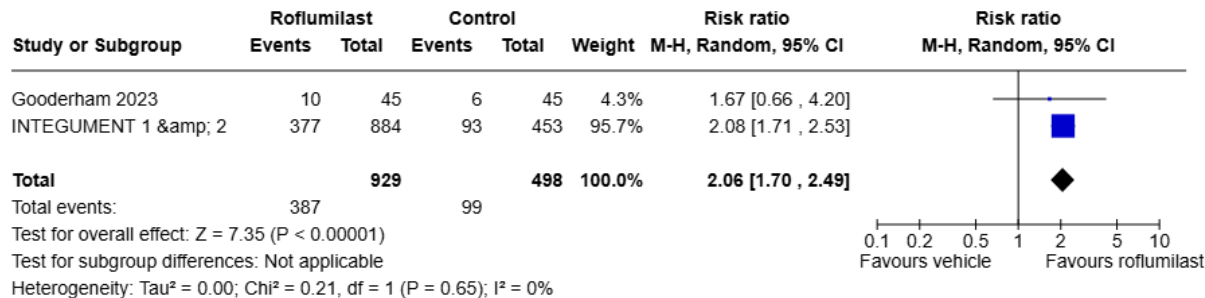 Roflumilast Control Risk ratio Risk ratio
Study or Subgroup Events Total Events Total Weight M-H, Random, 95% CI M-H, Random, 95% CI
Gooderham 2023 10 45 6 45 4.3% 1.67 [0.66 , 4.20]
INTEGUMENT 1 &amp; 2 377 884 93 453 95.7% 2.08 [1.71 , 2.53]
Total 929 498 100.0% 2.06 [1.70 , 2.49]
Total events: 387 99
Test for overall effect: Z = 7.35 (P < 0.00001)
0.1 0.2 0.5 1 2 5 10
Test for subgroup differences: Not applicable
Favours vehicle Favours roflumilast
Heterogeneity: Tau² = 0.00; Chi² = 0.21, df = 1 (P = 0.65); I² = 0%